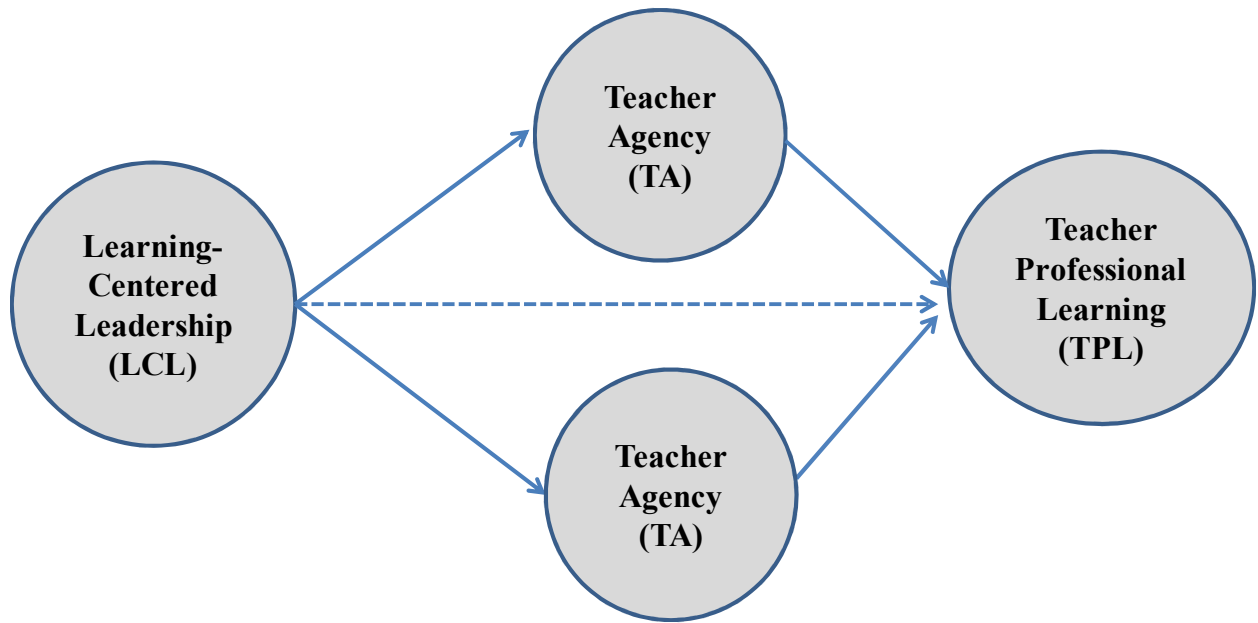 Learning-
Centered
Leadership
(LCL)
Teacher
Agency
(TA)
Teacher
Agency
(TA)
Teacher
Professional
Learning
(TPL)